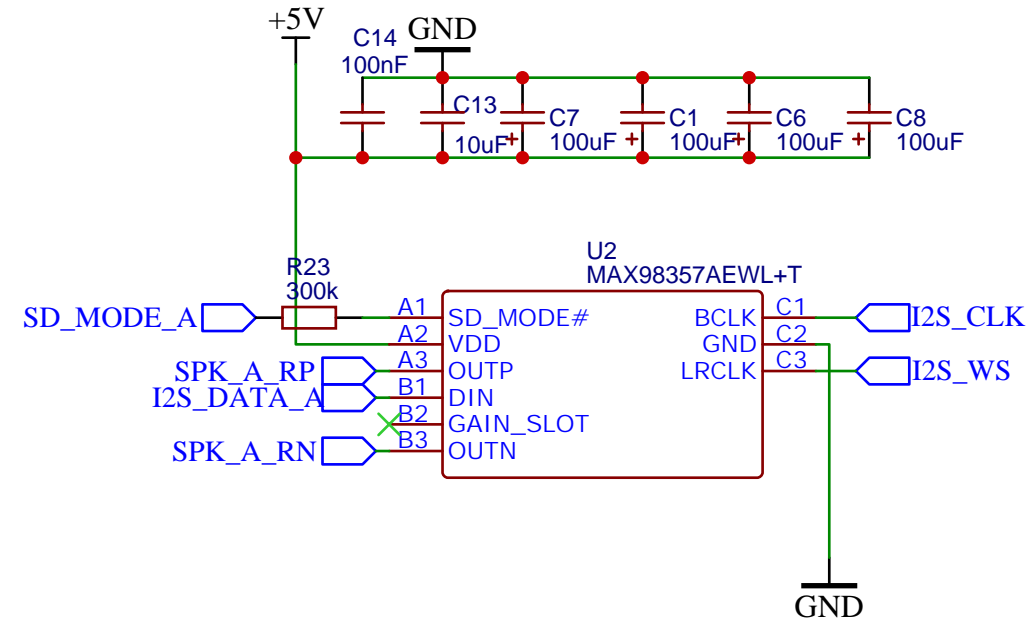 +5V
GND
C14
100nF
C13
10uF
+
C7
100uF
+
C1
100uF
+
C6
100uF
+
C8
100uF
U2
MAX98357AEWL+T
R23
300k
SD_MODE_A
A1
SD_MODE#
BCLK
C1
I2S_CLK
A2
VDD
GND
C2
SPK_A_RP
A3
OUTP
LRCLK
C3
I2S_WS
I2S_DATA_A
B1
DIN
B2
GAIN_SLOT
SPK_A_RN
B3
OUTN
GND